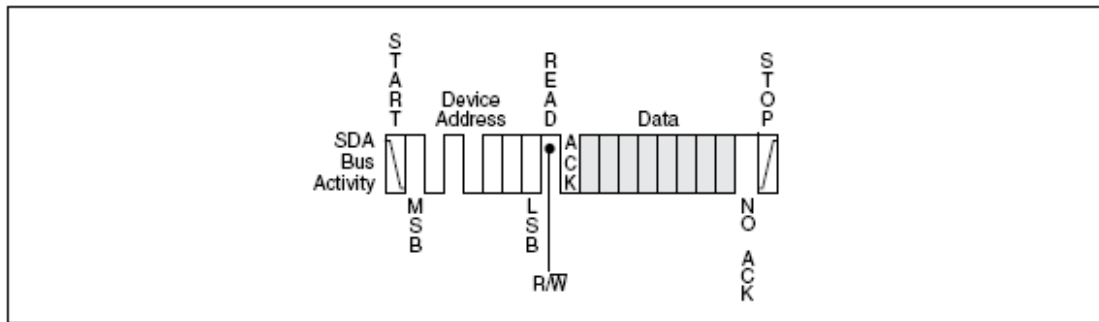 START
READ
STOP
Device
Address
Data
SDA
Bus
Activity
ACK
MSB
LSB
NO ACK
R/W̅